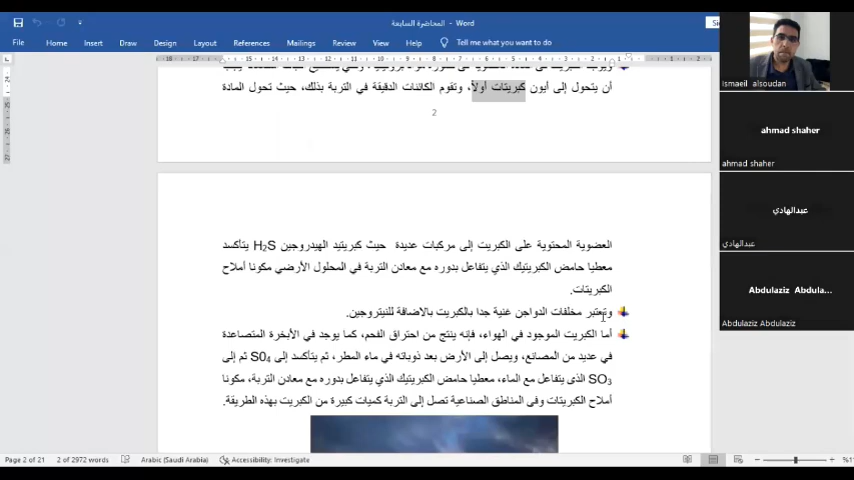 المحاضرة السابعة - Word
File Home Insert Draw Design Layout References Mailings Review View Help Tell me what you want to do
أن يتحول إلى أيون كبريتات أولاً، وتقوم الكائنات الدقيقة في التربة بذلك، حيث تحول المادة
2
العضوية المحتوية على الكبريت إلى مركبات عديدة حيث كبريتيد الهيدروجين H₂S يتأكسد
معطيا حامض الكبريتيك الذي يتفاعل بدوره مع معادن التربة في المحلول الأرضي مكونا أملاح
الكبريتات.
وتعتبر مخلفات الدواجن غنية جدا بالكبريت بالاضافة للنيتروجين.
أما الكبريت الموجود في الهواء، فإنه ينتج من احتراق الفحم، كما يوجد في الأبخرة المتصاعدة
في عديد من المصانع، ويصل إلى الأرض بعد ذوبانه في ماء المطر، ثم يتأكسد إلى S0₄ ثم إلى
SO₃ الذى يتفاعل مع الماء، معطيا حامض الكبريتيك الذي يتفاعل بدوره مع معادن التربة، مكونا
أملاح الكبريتات وفى المناطق الصناعية تصل إلى التربة كميات كبيرة من الكبريت بهذه الطريقة.
Page 2 of 21 2 of 2972 words Arabic (Saudi Arabia) Accessibility: Investigate
Ismaeil alsoudan
ahmad shaher
ahmad shaher
عبدالهادي
عبدالهادي
Abdulaziz Abdula...
Abdulaziz Abdulaziz